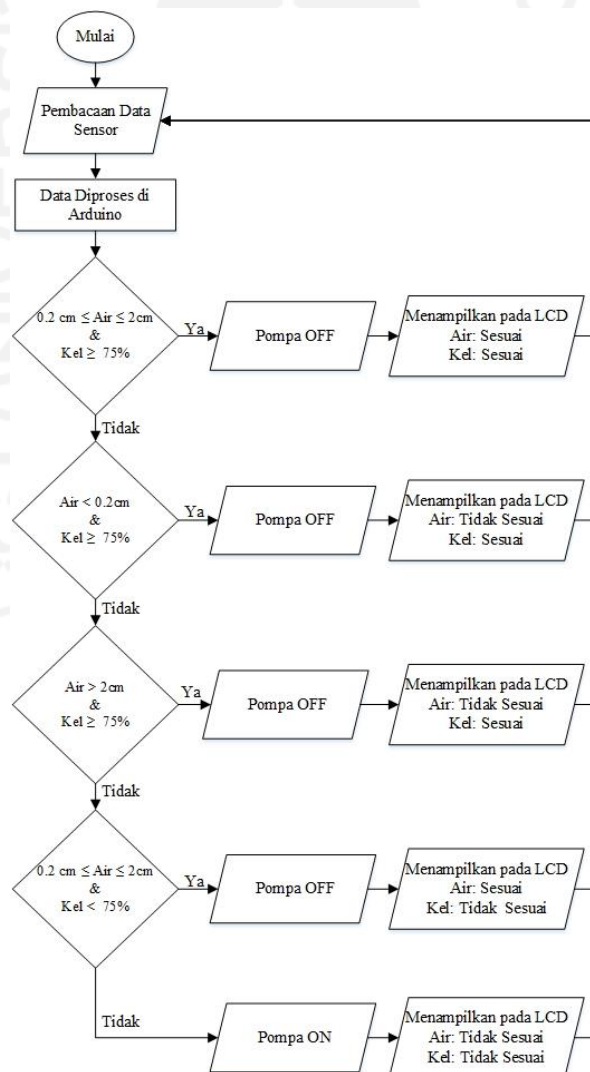 Mulai
Pembacaan Data
Sensor
Data Diproses di
Arduino
0.2 cm ≤ Air ≤ 2cm
&
Kel ≥ 75%
Ya
Pompa OFF
Menampilkan pada LCD
Air: Sesuai
Kel: Sesuai
Tidak
Air < 0.2cm
&
Kel ≥ 75%
Ya
Pompa OFF
Menampilkan pada LCD
Air: Tidak Sesuai
Kel: Sesuai
Tidak
Air > 2cm
&
Kel ≥ 75%
Ya
Pompa OFF
Menampilkan pada LCD
Air: Tidak Sesuai
Kel: Sesuai
Tidak
0.2 cm ≤ Air ≤ 2cm
&
Kel < 75%
Ya
Pompa OFF
Menampilkan pada LCD
Air: Sesuai
Kel: Tidak Sesuai
Tidak
Pompa ON
Menampilkan pada LCD
Air: Tidak Sesuai
Kel: Tidak Sesuai